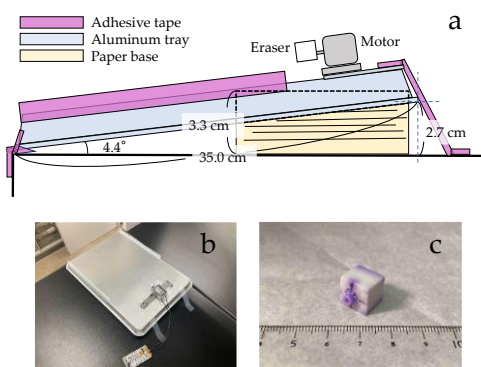 Adhesive tape
Aluminum tray
Paper base
a
Eraser
Motor
3.3 cm
2.7 cm
4.4°
35.0 cm
b
c
5 6 7 8 9 10